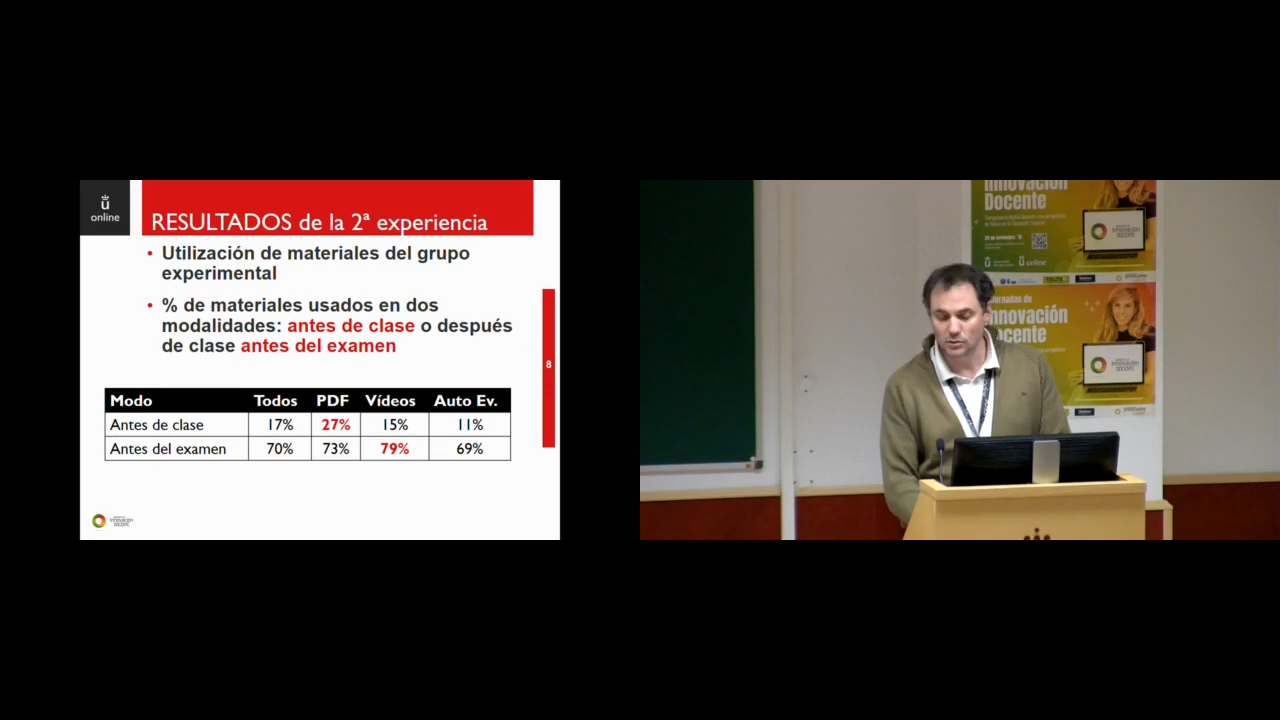 ü
online
RESULTADOS de la 2ª experiencia
• Utilización de materiales del grupo
experimental
• % de materiales usados en dos
modalidades: antes de clase o después
de clase antes del examen
8
Modo Todos PDF Vídeos Auto Ev.
Antes de clase 17% 27% 15% 11%
Antes del examen 70% 73% 79% 69%
innovación
DOCENTE
Innovación
Docente
ü ü online
Jornadas de
Innovación
Docente